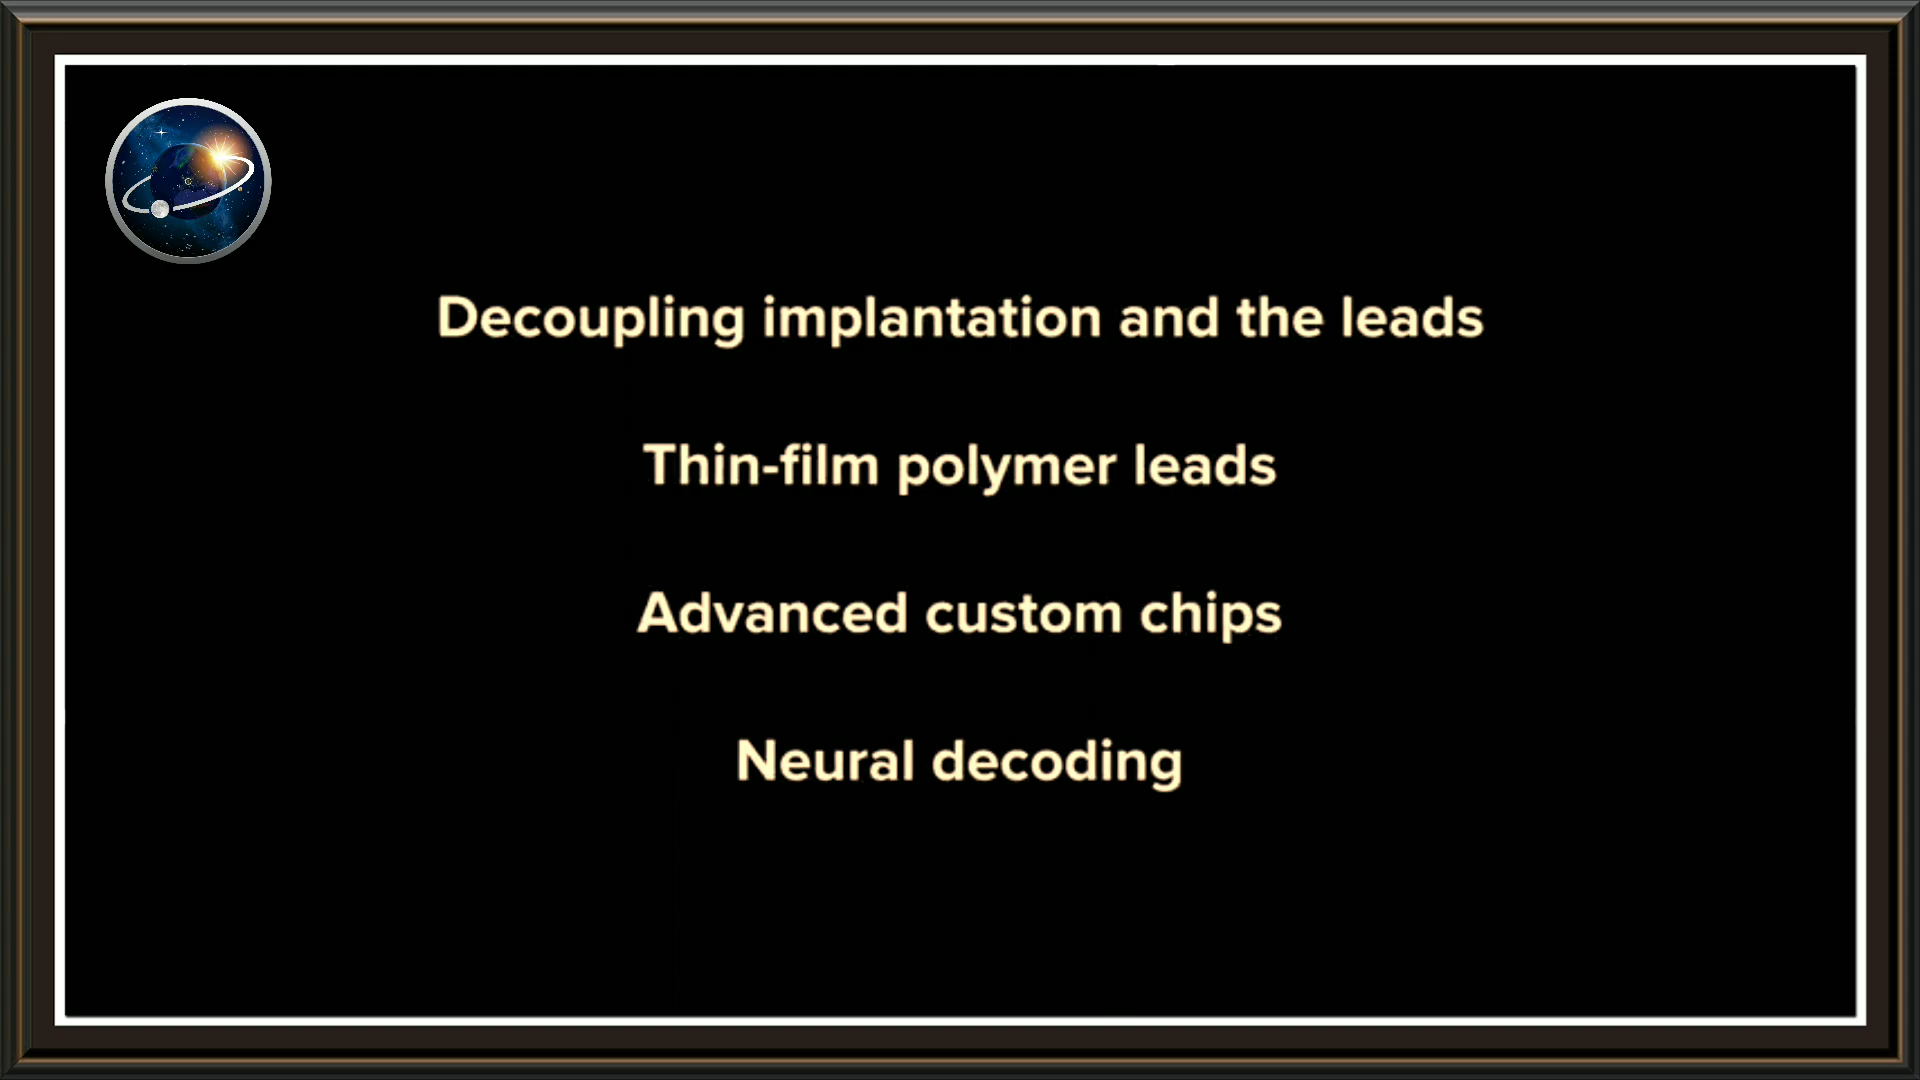 Decoupling implantation and the leads
Thin-film polymer leads
Advanced custom chips
Neural decoding